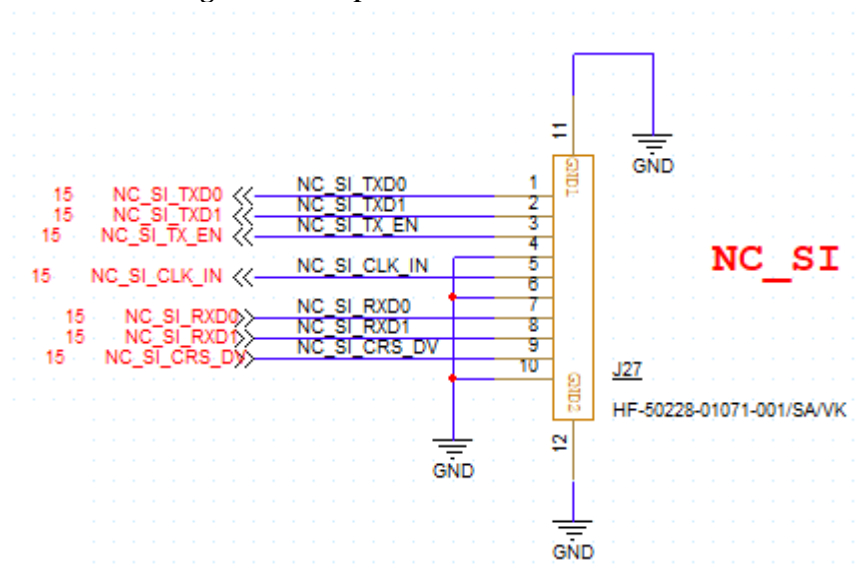 11
GND
GND1
15 NC_SI_TXD0 NC_SI_TXD0 1
15 NC_SI_TXD1 NC_SI_TXD1 2
15 NC_SI_TX_EN NC_SI_TX_EN 3
4
15 NC_SI_CLK_IN NC_SI_CLK_IN 5
NC_SI
6
15 NC_SI_RXD0 NC_SI_RXD0 7
15 NC_SI_RXD1 NC_SI_RXD1 8
15 NC_SI_CRS_DV NC_SI_CRS_DV 9
10
GND2
J27
HF-50228-01071-001/SA/VK
12
GND
GND